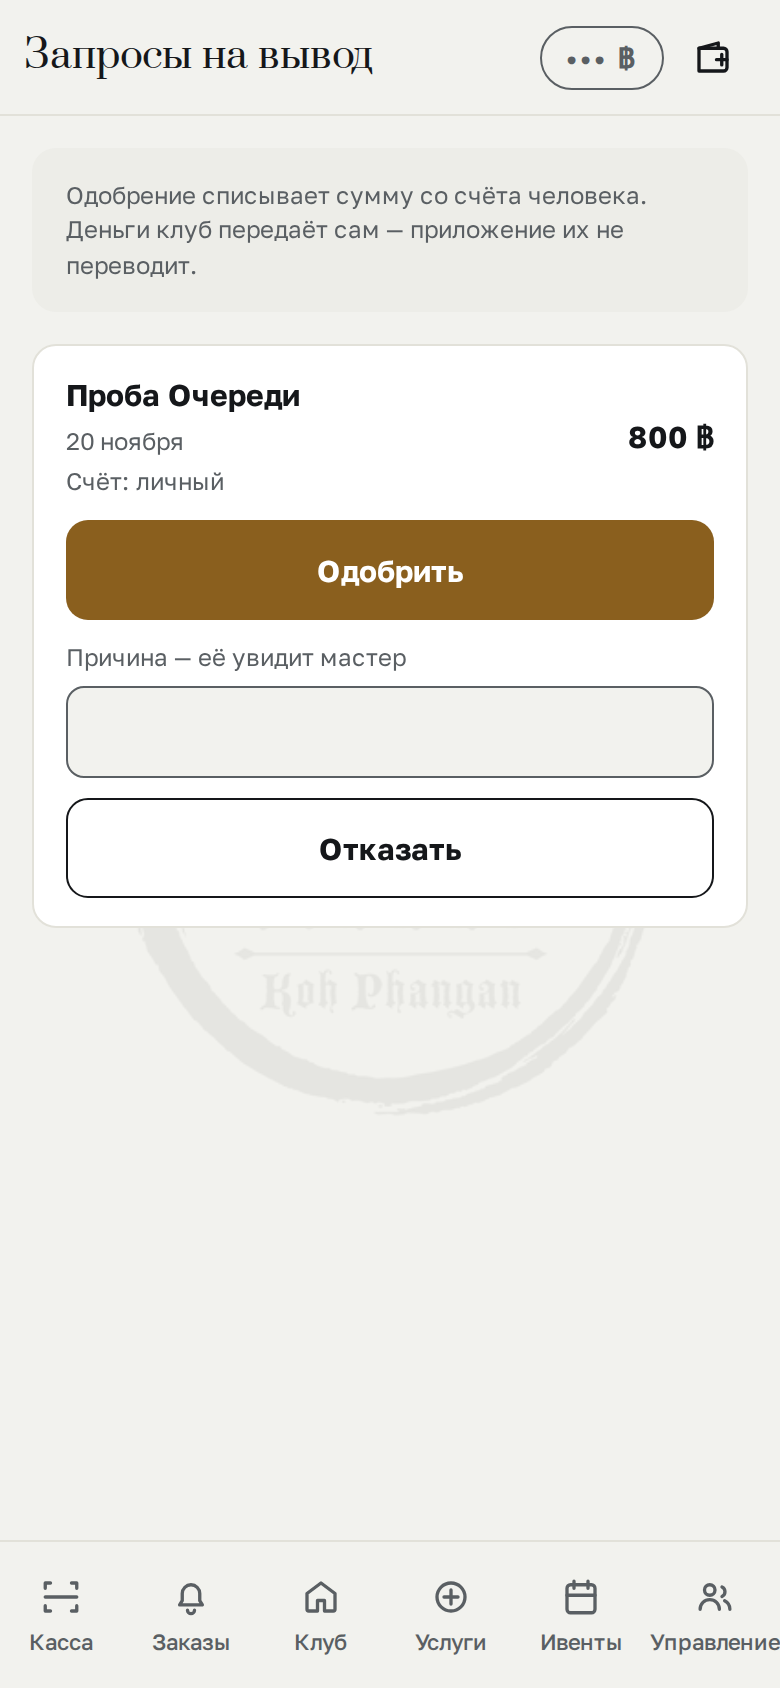 Запросы на вывод
••• ฿
Одобрение списывает сумму со счёта человека.
Деньги клуб передаёт сам — приложение их не
переводит.
Проба Очереди
20 ноября
800 ฿
Счёт: личный
Одобрить
Причина — её увидит мастер
Отказать
Koh Phangan
Касса
Заказы
Клуб
Услуги
Ивенты
Управление